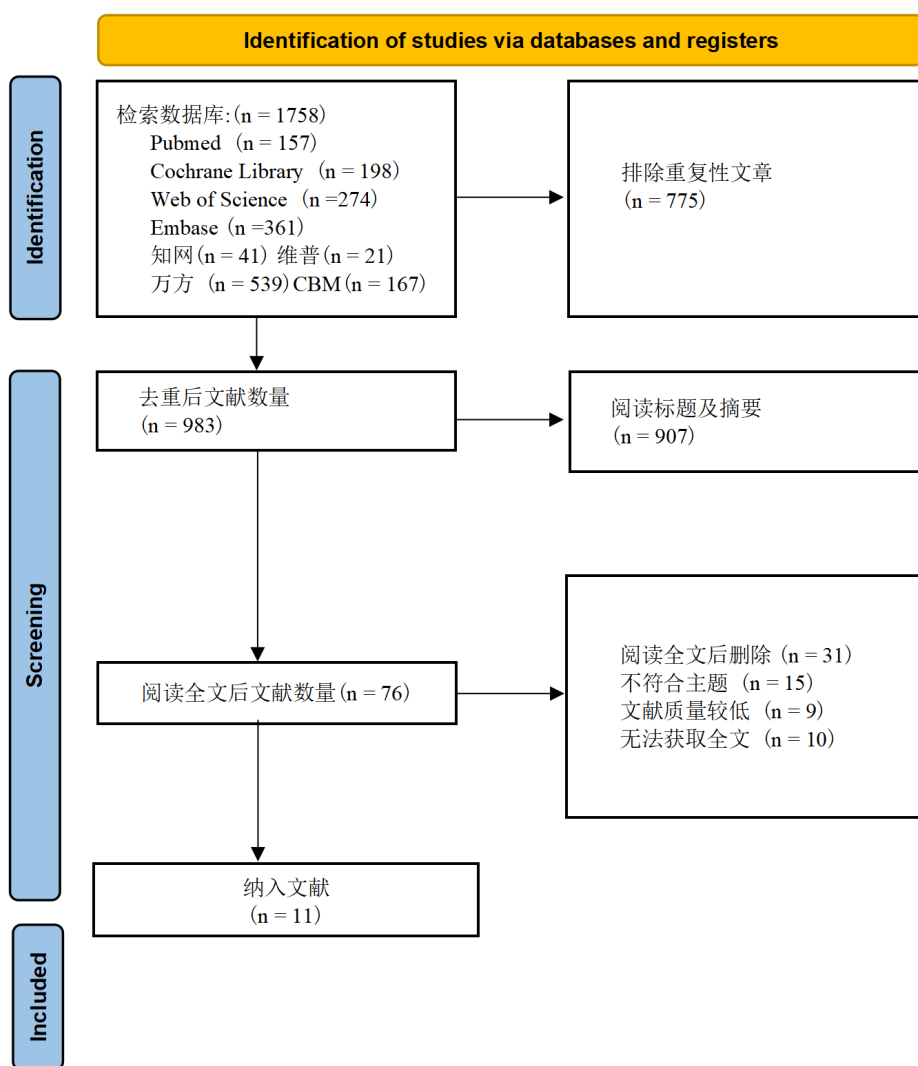 Identification of studies via databases and registers
Identification
检索数据库:(n = 1758)
Pubmed (n = 157)
Cochrane Library (n = 198)
Web of Science (n =274)
Embase (n =361)
知网(n = 41) 维普(n = 21)
万方 (n = 539)CBM(n = 167)
排除重复性文章
(n = 775)
Screening
去重后文献数量
(n = 983)
阅读标题及摘要
(n = 907)
阅读全文后文献数量(n = 76)
阅读全文后删除 (n = 31)
不符合主题 (n = 15)
文献质量较低 (n = 9)
无法获取全文 (n = 10)
纳入文献
(n = 11)
Included